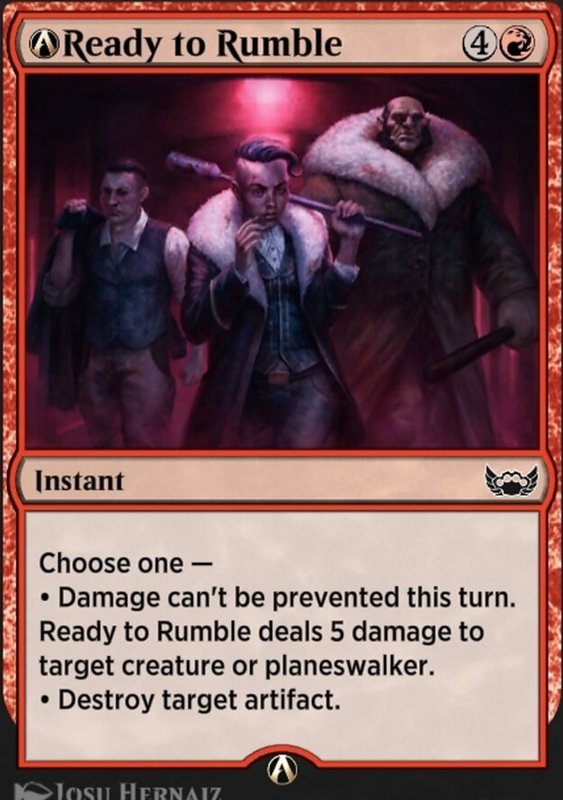 Ready to Rumble 4
Instant
Choose one —
• Damage can't be prevented this turn.
Ready to Rumble deals 5 damage to
target creature or planeswalker.
• Destroy target artifact.
JOSU HERNAIZ